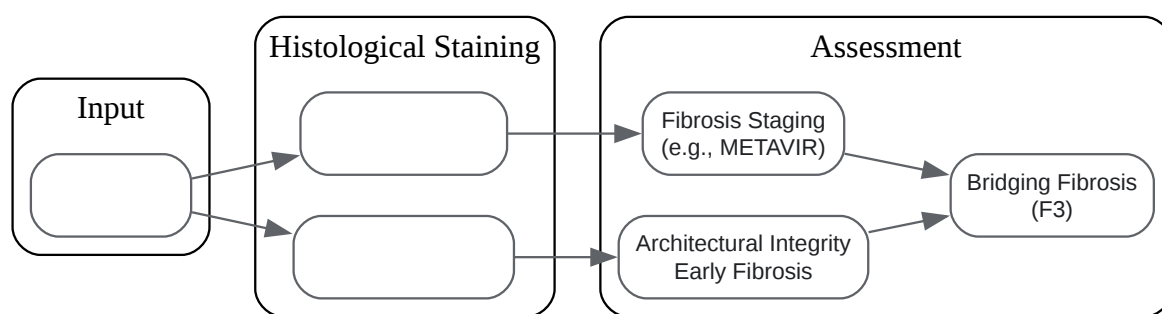 Input
Histological Staining
Assessment
Fibrosis Staging
(e.g., METAVIR)
Architectural Integrity
Early Fibrosis
Bridging Fibrosis
(F3)